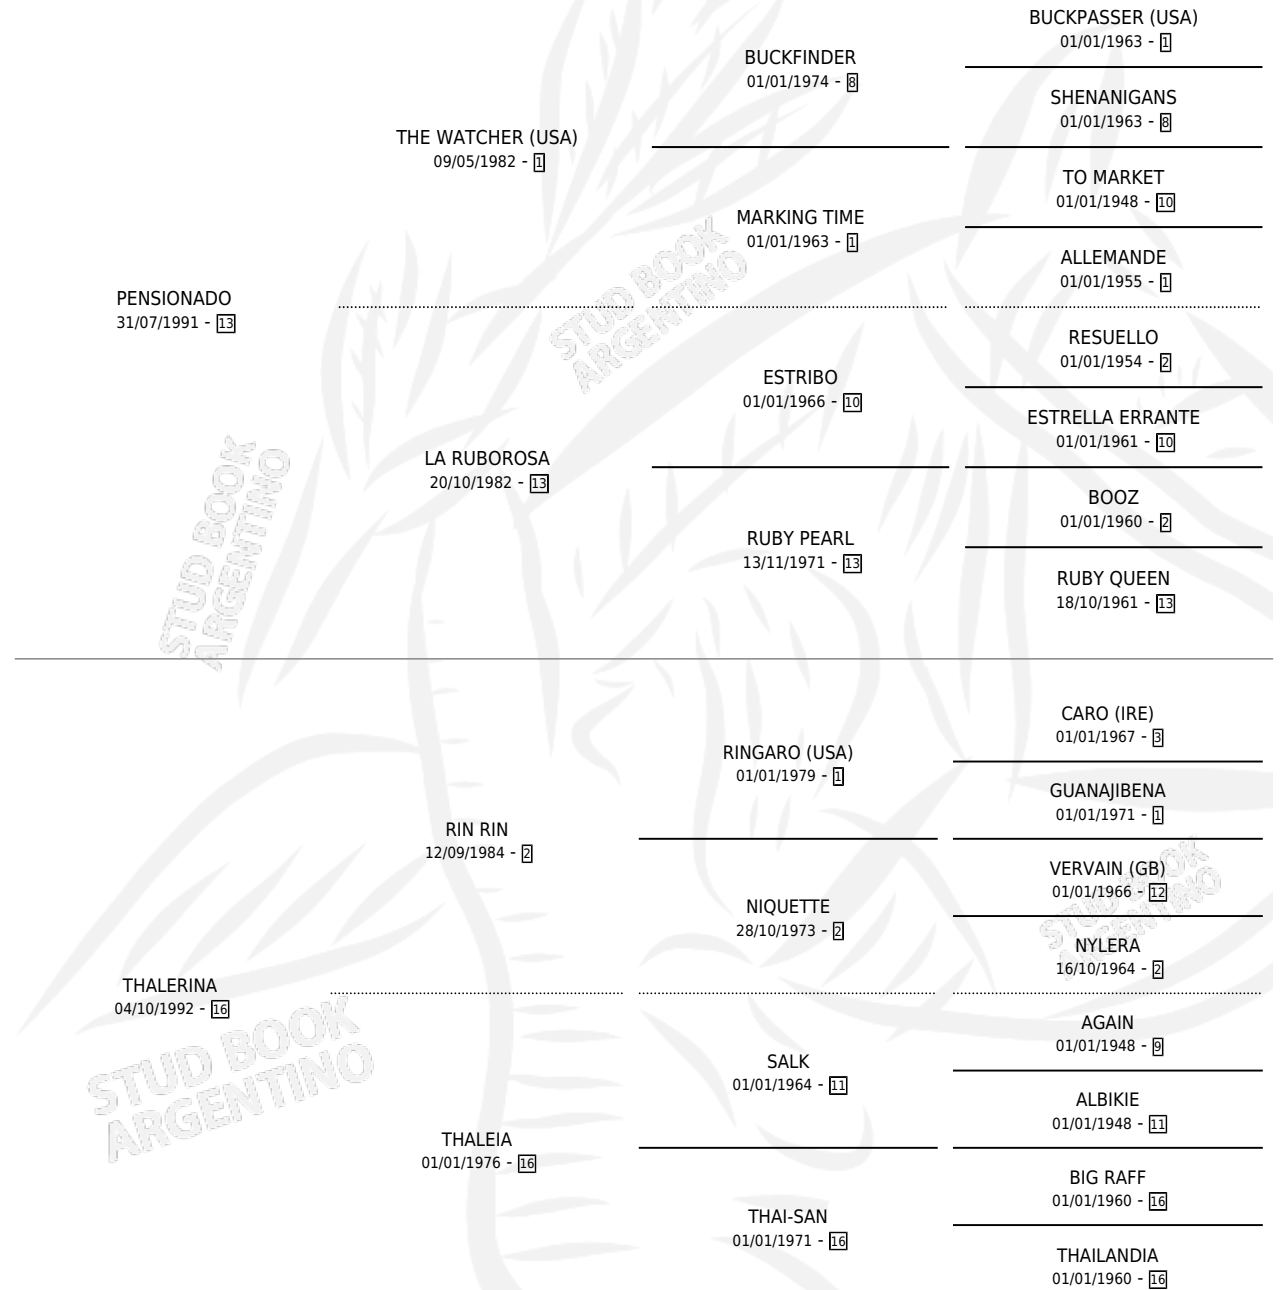 BUCKPASSER (USA)
01/01/1963 - 1
BUCKFINDER
01/01/1974 - 8
SHENANIGANS
01/01/1963 - 8
THE WATCHER (USA)
09/05/1982 - 1
TO MARKET
01/01/1948 - 10
MARKING TIME
01/01/1963 - 1
ALLEMANDE
01/01/1955 - 1
PENSIONADO
31/07/1991 - 13
RESUELLO
01/01/1954 - 2
ESTRIBO
01/01/1966 - 10
ESTRELLA ERRANTE
01/01/1961 - 10
LA RUBOROSA
20/10/1982 - 13
BOOZ
01/01/1960 - 2
RUBY PEARL
13/11/1971 - 13
RUBY QUEEN
18/10/1961 - 13
CARO (IRE)
01/01/1967 - 3
RINGARO (USA)
01/01/1979 - 1
GUANAJIBENA
01/01/1971 - 1
RIN RIN
12/09/1984 - 2
VERVAIN (GB)
01/01/1966 - 12
NIQUETTE
28/10/1973 - 2
NYLERA
16/10/1964 - 2
THALERINA
04/10/1992 - 16
AGAIN
01/01/1948 - 9
SALK
01/01/1964 - 11
ALBIKIE
01/01/1948 - 11
THALEIA
01/01/1976 - 16
BIG RAFF
01/01/1960 - 16
THAI-SAN
01/01/1971 - 16
THAILANDIA
01/01/1960 - 16
STUD BOOK
ARGENTINO
STUD BOOK
ARGENTINO
STUD BOOK
ARGENTINO
STUD BOOK
ARGENTINO